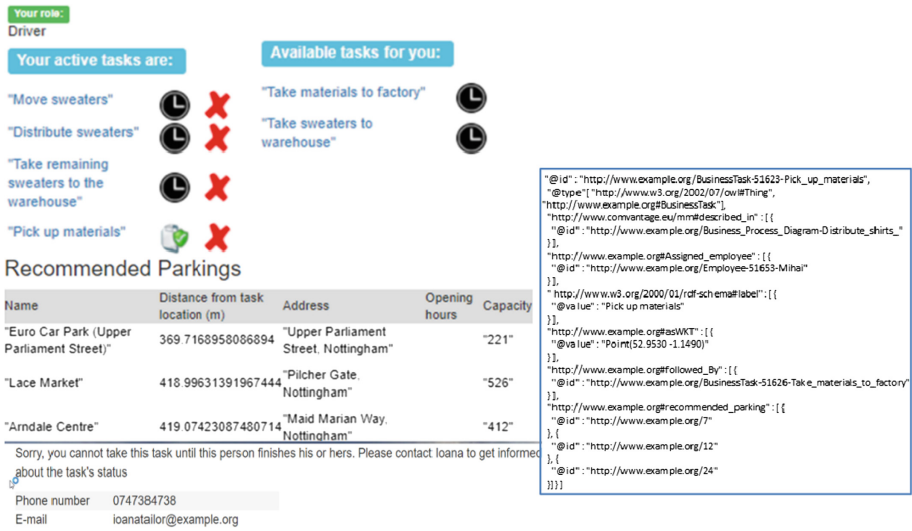 Your role:
Driver
Your active tasks are:
"Move sweaters"
"Distribute sweaters"
"Take remaining
sweaters to the
warehouse"
"Pick up materials"
Available tasks for you:
"Take materials to factory"
"Take sweaters to
warehouse"
Recommended Parkings
Name Distance from task location (m) Address Opening hours Capacity
"Euro Car Park (Upper Parliament Street)" 369.7168958086894 "Upper Parliament Street, Nottingham" "221"
"Lace Market" 418.99631391967444 "Pilcher Gate, Nottingham" "526"
"Arndale Centre" 419.07423087480714 "Maid Marian Way, Nottingham" "412"
Sorry, you cannot take this task until this person finishes his or hers. Please contact Ioana to get informed
about the task's status
Phone number 0747384738
E-mail ioanatailor@example.org
"@id" : "http://www.example.org/BusinessTask-51623-Pick_up_materials",
"@type"[ "http://www.w3.org/2002/07/owl#Thing",
"http://www.example.org#BusinessTask"],
"http://www.comvantage.eu/mm#described_in" : [ {
"@id" : "http://www.example.org/Business_Process_Diagram-Distribute_shirts_"
} ],
"http://www.example.org#Assigned_employee" : [ {
"@id" : "http://www.example.org/Employee-51653-Mihai"
} ],
" http://www.w3.org/2000/01/rdf-schema#label" : [ {
"@value" : "Pick up materials"
} ],
"http://www.example.org#asWKT" : [ {
"@value" : "Point(52.9530 -1.1490)"
} ],
"http://www.example.org#followed_By" : [ {
"@id" : "http://www.example.org/BusinessTask-51626-Take_materials_to_factory"
} ],
"http://www.example.org#recommended_parking" : [ {
"@id" : "http://www.example.org/7"
}, {
"@id" : "http://www.example.org/12"
}, {
"@id" : "http://www.example.org/24"
}] } ]